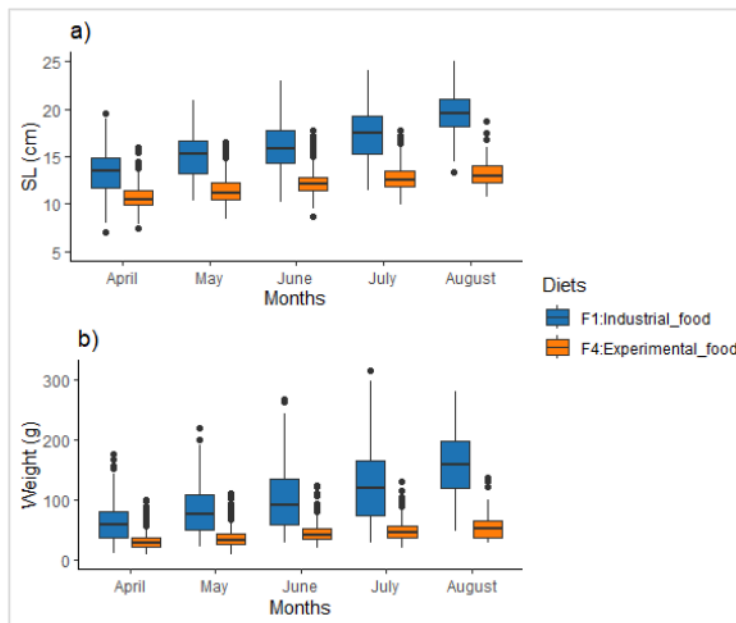 a)
25
20
15
10
5
SL (cm)
April May June July August
Months
Diets
F1:Industrial_food
F4:Experimental_food
b)
300
200
100
0
Weight (g)
April May June July August
Months